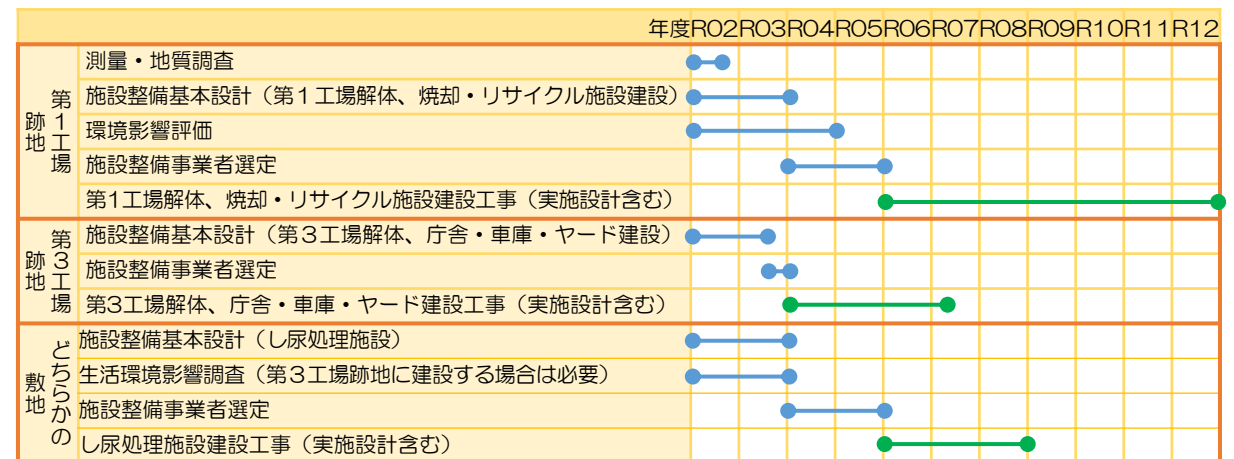 年度R02R03R04R05R06R07R08R09R10R11R12
第1工場
跡地
測量・地質調査
施設整備基本設計（第１工場解体、焼却・リサイクル施設建設）
環境影響評価
施設整備事業者選定
第1工場解体、焼却・リサイクル施設建設工事（実施設計含む）
第3工場
跡地
施設整備基本設計（第３工場解体、庁舎・車庫・ヤード建設）
施設整備事業者選定
第3工場解体、庁舎・車庫・ヤード建設工事（実施設計含む）
どちらかの
敷地
施設整備基本設計（し尿処理施設）
生活環境影響調査（第３工場跡地に建設する場合は必要）
施設整備事業者選定
し尿処理施設建設工事（実施設計含む）